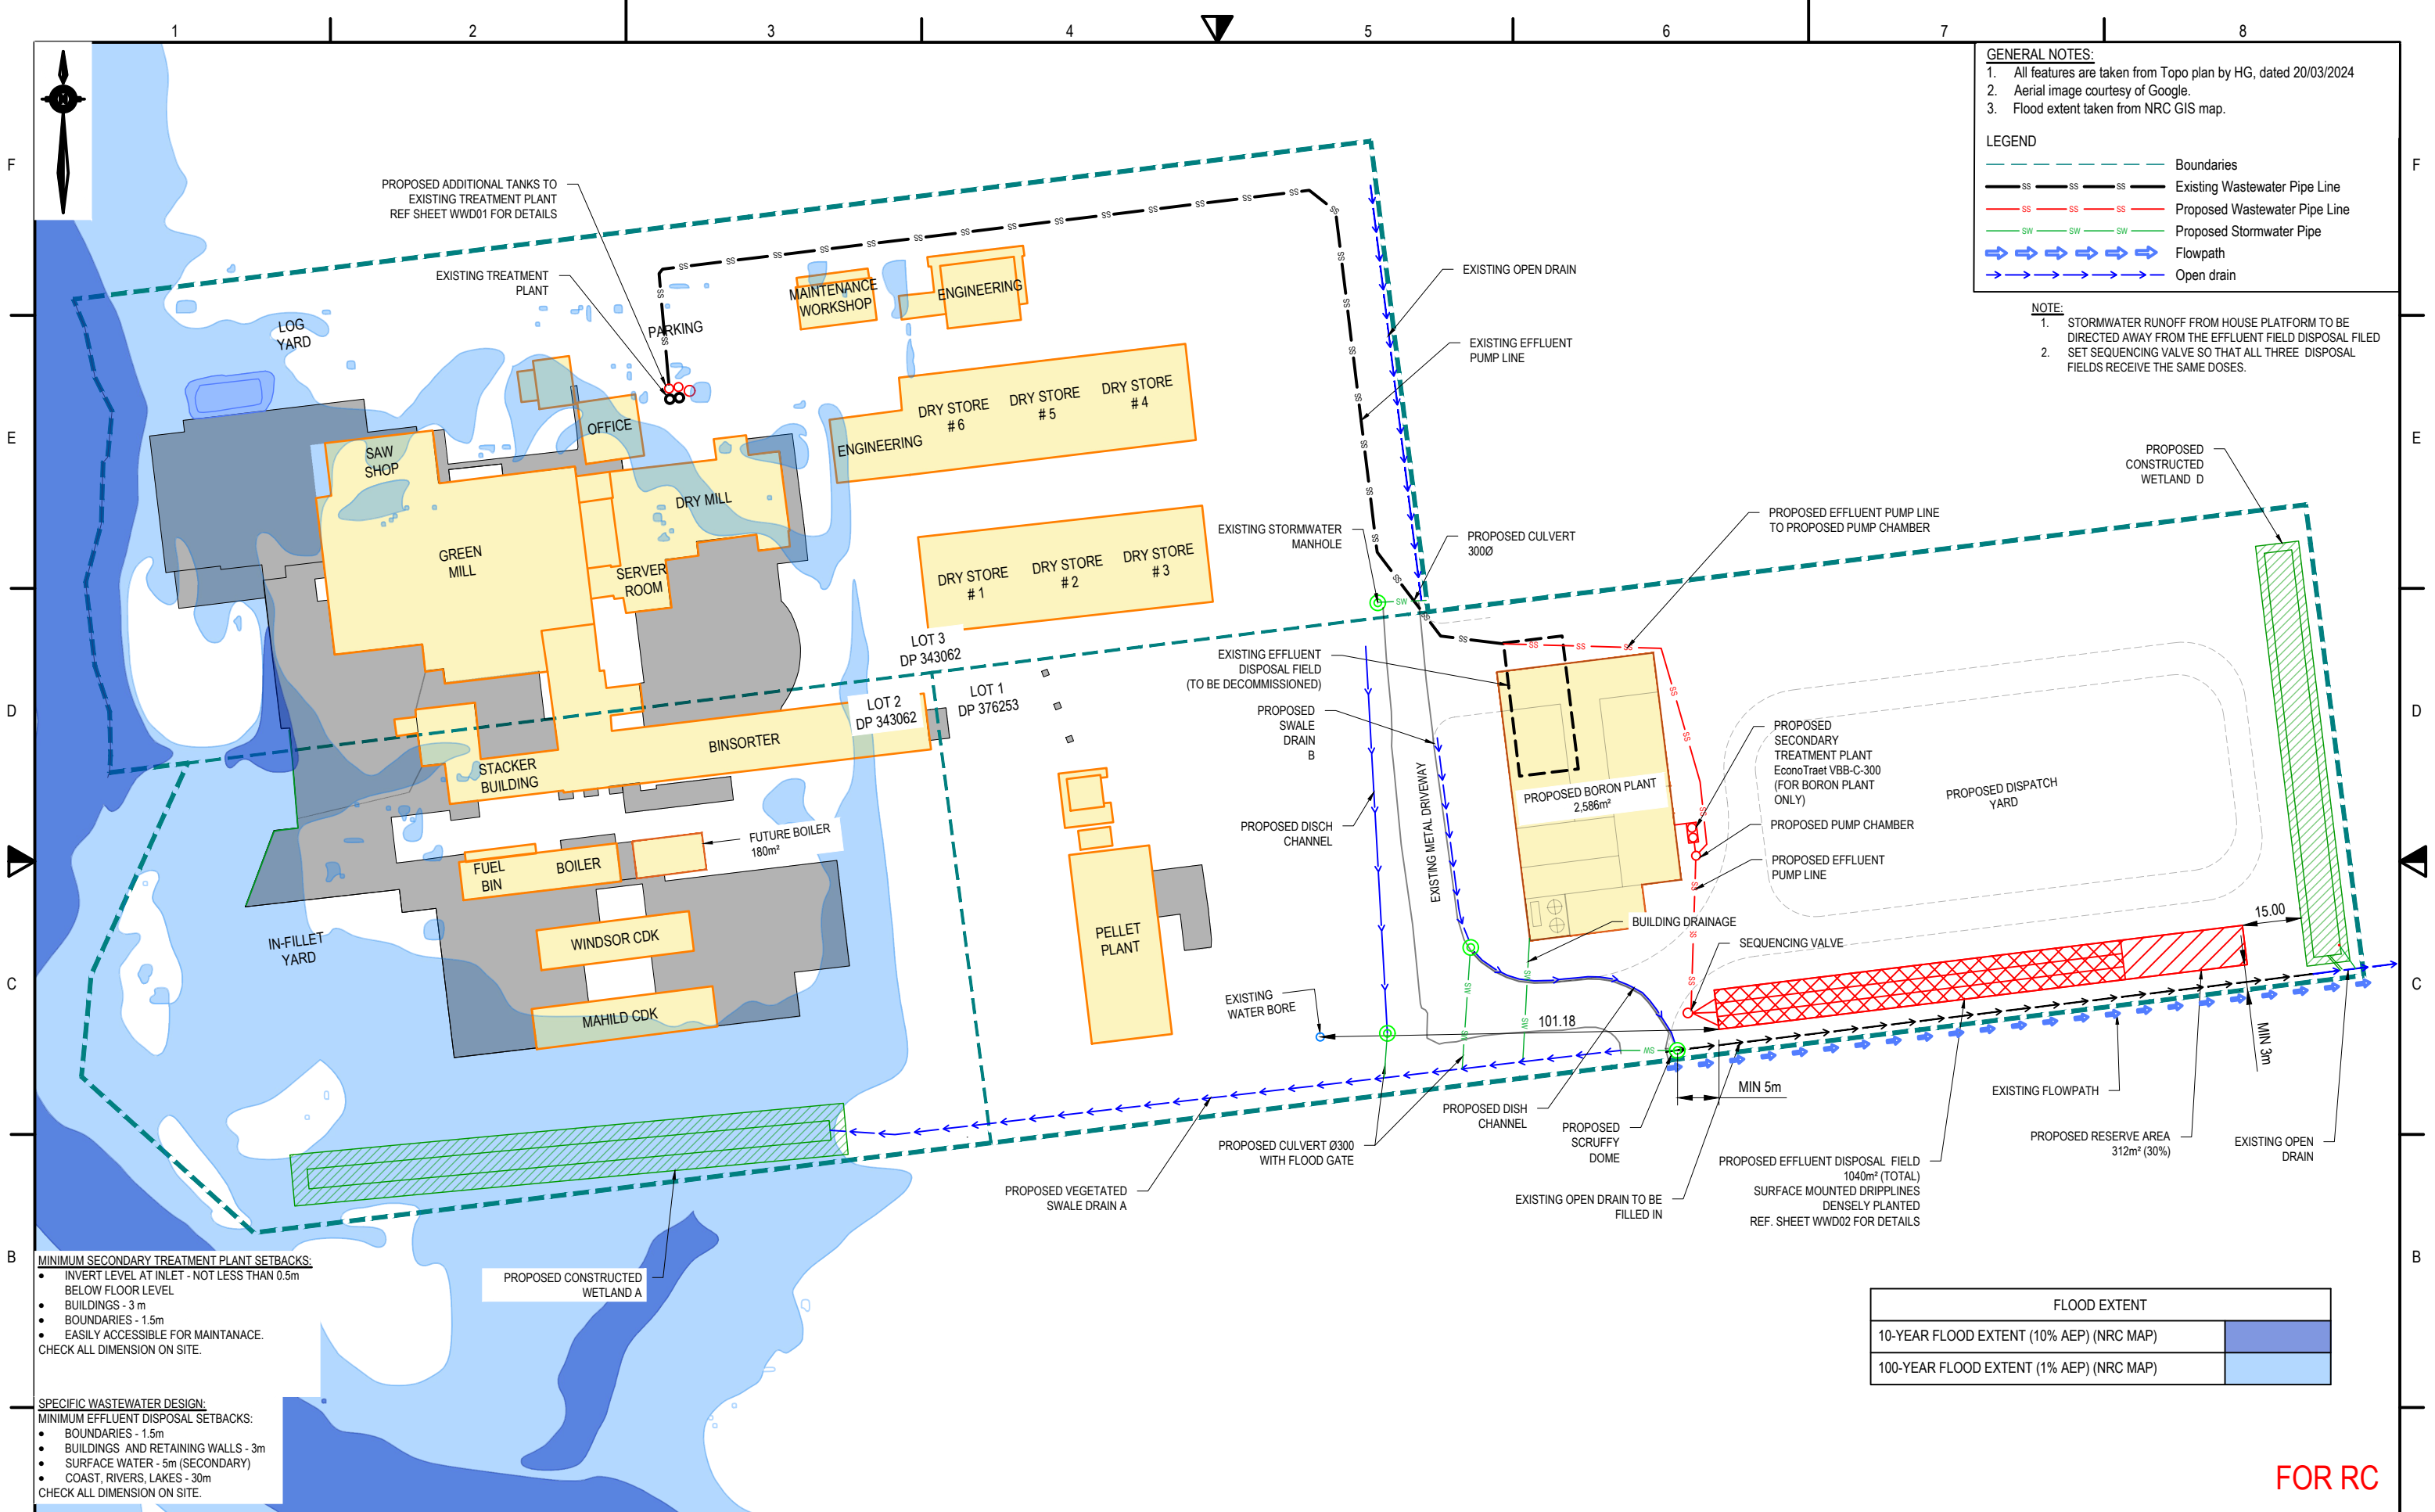 1
2
3
4
5
6
7
8
F
E
D
C
B
F
E
D
C
B
GENERAL NOTES:
1. All features are taken from Topo plan by HG, dated 20/03/2024
2. Aerial image courtesy of Google.
3. Flood extent taken from NRC GIS map.
LEGEND
Boundaries
SS SS SS Existing Wastewater Pipe Line
SS SS SS Proposed Wastewater Pipe Line
SW SW SW Proposed Stormwater Pipe
Flowpath
Open drain
NOTE:
1. STORMWATER RUNOFF FROM HOUSE PLATFORM TO BE
DIRECTED AWAY FROM THE EFFLUENT FIELD DISPOSAL FILED
2. SET SEQUENCING VALVE SO THAT ALL THREE DISPOSAL
FIELDS RECEIVE THE SAME DOSES.
PROPOSED ADDITIONAL TANKS TO
EXISTING TREATMENT PLANT
REF SHEET WWD01 FOR DETAILS
EXISTING TREATMENT
PLANT
LOG
YARD
PARKING
MAINTENANCE
WORKSHOP
ENGINEERING
EXISTING OPEN DRAIN
EXISTING EFFLUENT
PUMP LINE
OFFICE
SAW
SHOP
ENGINEERING
DRY STORE
# 6
DRY STORE
# 5
DRY STORE
# 4
DRY MILL
GREEN
MILL
SERVER
ROOM
DRY STORE
# 1
DRY STORE
# 2
DRY STORE
# 3
EXISTING STORMWATER
MANHOLE
PROPOSED CULVERT
300Ø
PROPOSED EFFLUENT PUMP LINE
TO PROPOSED PUMP CHAMBER
PROPOSED
CONSTRUCTED
WETLAND D
LOT 3
DP 343062
LOT 2
DP 343062
LOT 1
DP 376253
BINSORTER
STACKER
BUILDING
EXISTING EFFLUENT
DISPOSAL FIELD
(TO BE DECOMMISSIONED)
PROPOSED
SWALE
DRAIN
B
PROPOSED DISCH
CHANNEL
EXISTING METAL DRIVEWAY
PROPOSED BORON PLANT
2,586m²
PROPOSED
SECONDARY
TREATMENT PLANT
EconoTraet VBB-C-300
(FOR BORON PLANT
ONLY)
PROPOSED PUMP CHAMBER
PROPOSED EFFLUENT
PUMP LINE
PROPOSED DISPATCH
YARD
FUTURE BOILER
180m²
FUEL
BIN
BOILER
WINDSOR CDK
MAHILD CDK
IN-FILLET
YARD
PELLET
PLANT
BUILDING DRAINAGE
SEQUENCING VALVE
15.00
EXISTING
WATER BORE
101.18
MIN 5m
MIN 3m
EXISTING FLOWPATH
PROPOSED RESERVE AREA
312m² (30%)
EXISTING OPEN
DRAIN
PROPOSED DISH
CHANNEL
PROPOSED
SCRUFFY
DOME
PROPOSED CULVERT Ø300
WITH FLOOD GATE
PROPOSED VEGETATED
SWALE DRAIN A
EXISTING OPEN DRAIN TO BE
FILLED IN
PROPOSED EFFLUENT DISPOSAL FIELD
1040m² (TOTAL)
SURFACE MOUNTED DRIPPLINES
DENSELY PLANTED
REF. SHEET WWD02 FOR DETAILS
PROPOSED CONSTRUCTED
WETLAND A
MINIMUM SECONDARY TREATMENT PLANT SETBACKS:
• INVERT LEVEL AT INLET - NOT LESS THAN 0.5m
BELOW FLOOR LEVEL
• BUILDINGS - 3 m
• BOUNDARIES - 1.5m
• EASILY ACCESSIBLE FOR MAINTANACE.
CHECK ALL DIMENSION ON SITE.
SPECIFIC WASTEWATER DESIGN:
MINIMUM EFFLUENT DISPOSAL SETBACKS:
• BOUNDARIES - 1.5m
• BUILDINGS AND RETAINING WALLS - 3m
• SURFACE WATER - 5m (SECONDARY)
• COAST, RIVERS, LAKES - 30m
CHECK ALL DIMENSION ON SITE.
FLOOD EXTENT
10-YEAR FLOOD EXTENT (10% AEP) (NRC MAP)
100-YEAR FLOOD EXTENT (1% AEP) (NRC MAP)
FOR RC